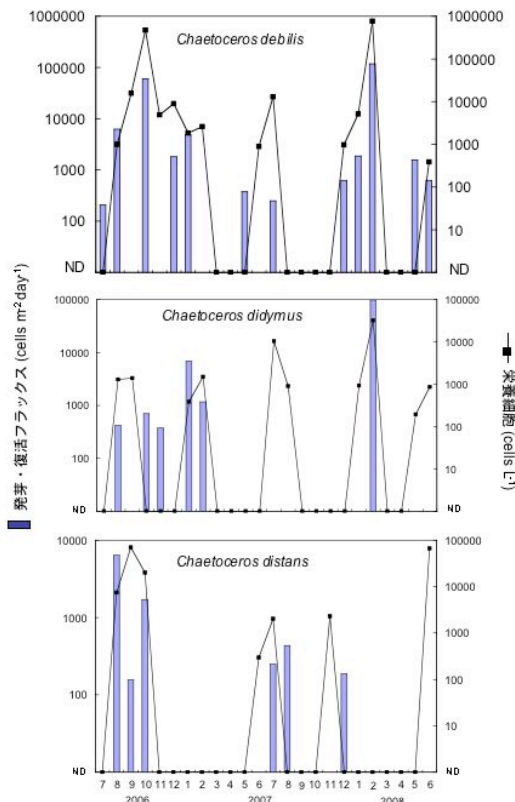 1000000
100000
10000
1000
100
ND
Chaetoceros debilis
1000000
100000
10000
1000
100
10
ND
100000
10000
1000
100
ND
Chaetoceros didymus
100000
10000
1000
100
10
ND
10000
1000
100
ND
Chaetoceros distans
100000
10000
1000
100
10
ND
7 8 9 10 11 12 1 2 3 4 5 6 7 8 9 10 11 12 1 2 3 4 5 6
2006 2007 2008
発芽・復活フラックス (cells m-2day-1)
栄養細胞 (cells L-1)